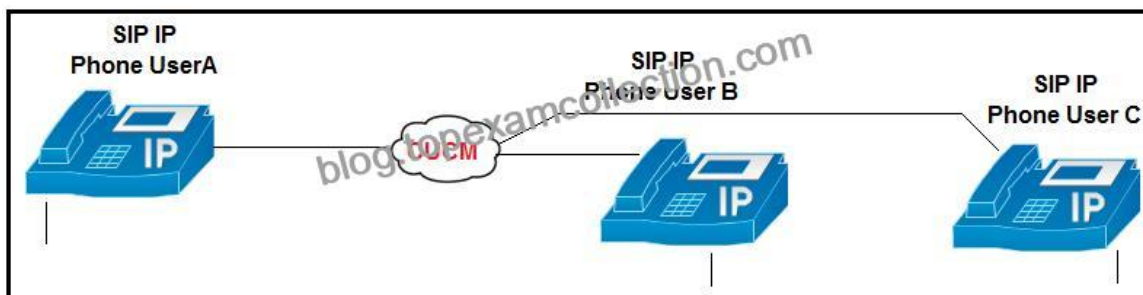 SIP IP
Phone UserA
SIP IP
Phone User B
SIP IP
Phone User C
CUCM
IP
IP
IP
blog.topexamcollection.com